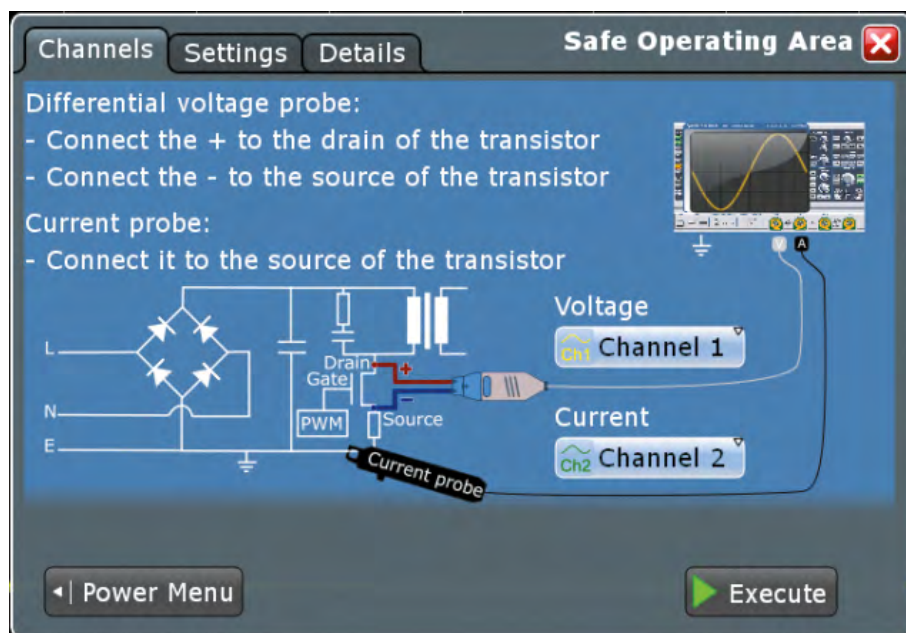 Channels
Settings
Details
Safe Operating Area
Differential voltage probe:
- Connect the + to the drain of the transistor
- Connect the - to the source of the transistor
Current probe:
- Connect it to the source of the transistor
V
A
Voltage
Ch1 Channel 1
L
Drain
+
Gate
-
N
PWM
Source
Current
Ch2 Channel 2
E
Current probe
Power Menu
Execute